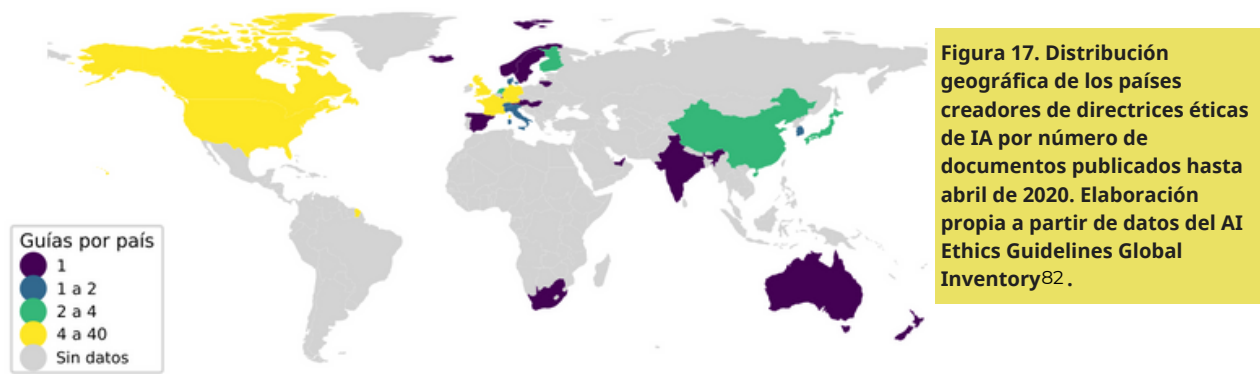 Figura 17. Distribución
geográfica de los países
creadores de directrices éticas
de IA por número de
documentos publicados hasta
abril de 2020. Elaboración
propia a partir de datos del AI
Ethics Guidelines Global
Inventory82.
Guías por país
1
1 a 2
2 a 4
4 a 40
Sin datos